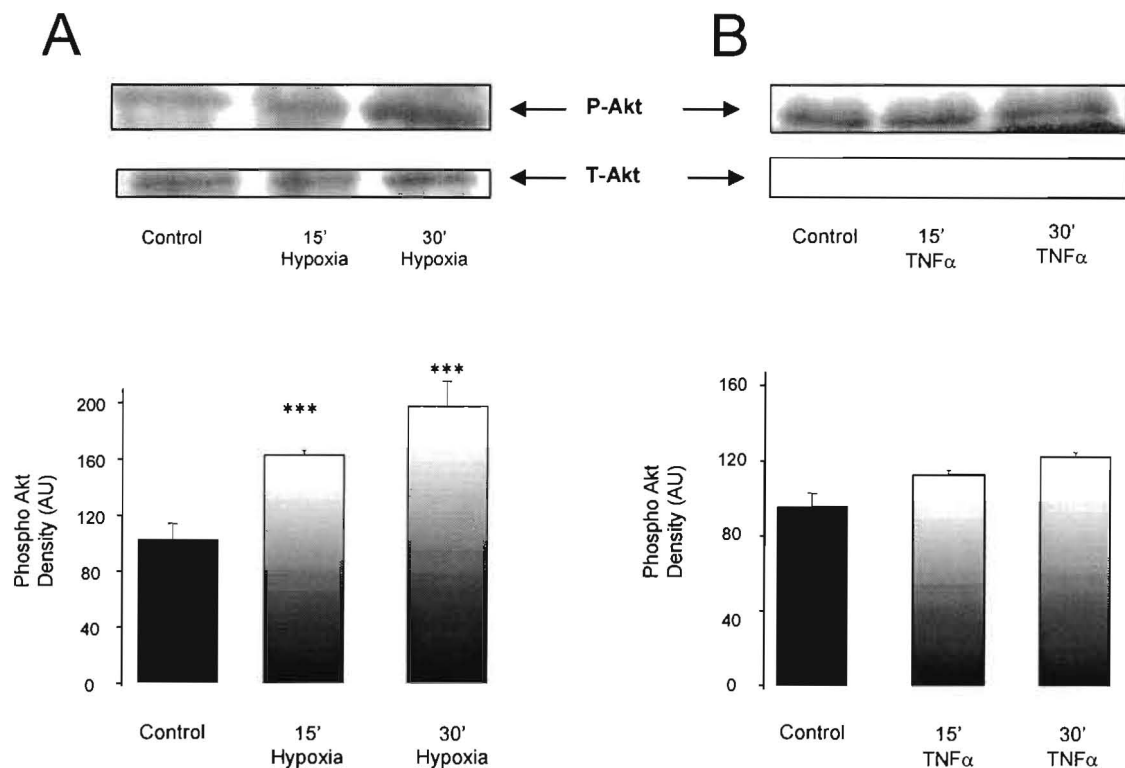 A
B
P-Akt
T-Akt
Control
15'
Hypoxia
30'
Hypoxia
Control
15'
TNFα
30'
TNFα
***
***
200
160
120
80
40
0
Phospho Akt
Density (AU)
Control
15'
Hypoxia
30'
Hypoxia
160
120
80
40
0
Phospho Akt
Density (AU)
Control
15'
TNFα
30'
TNFα